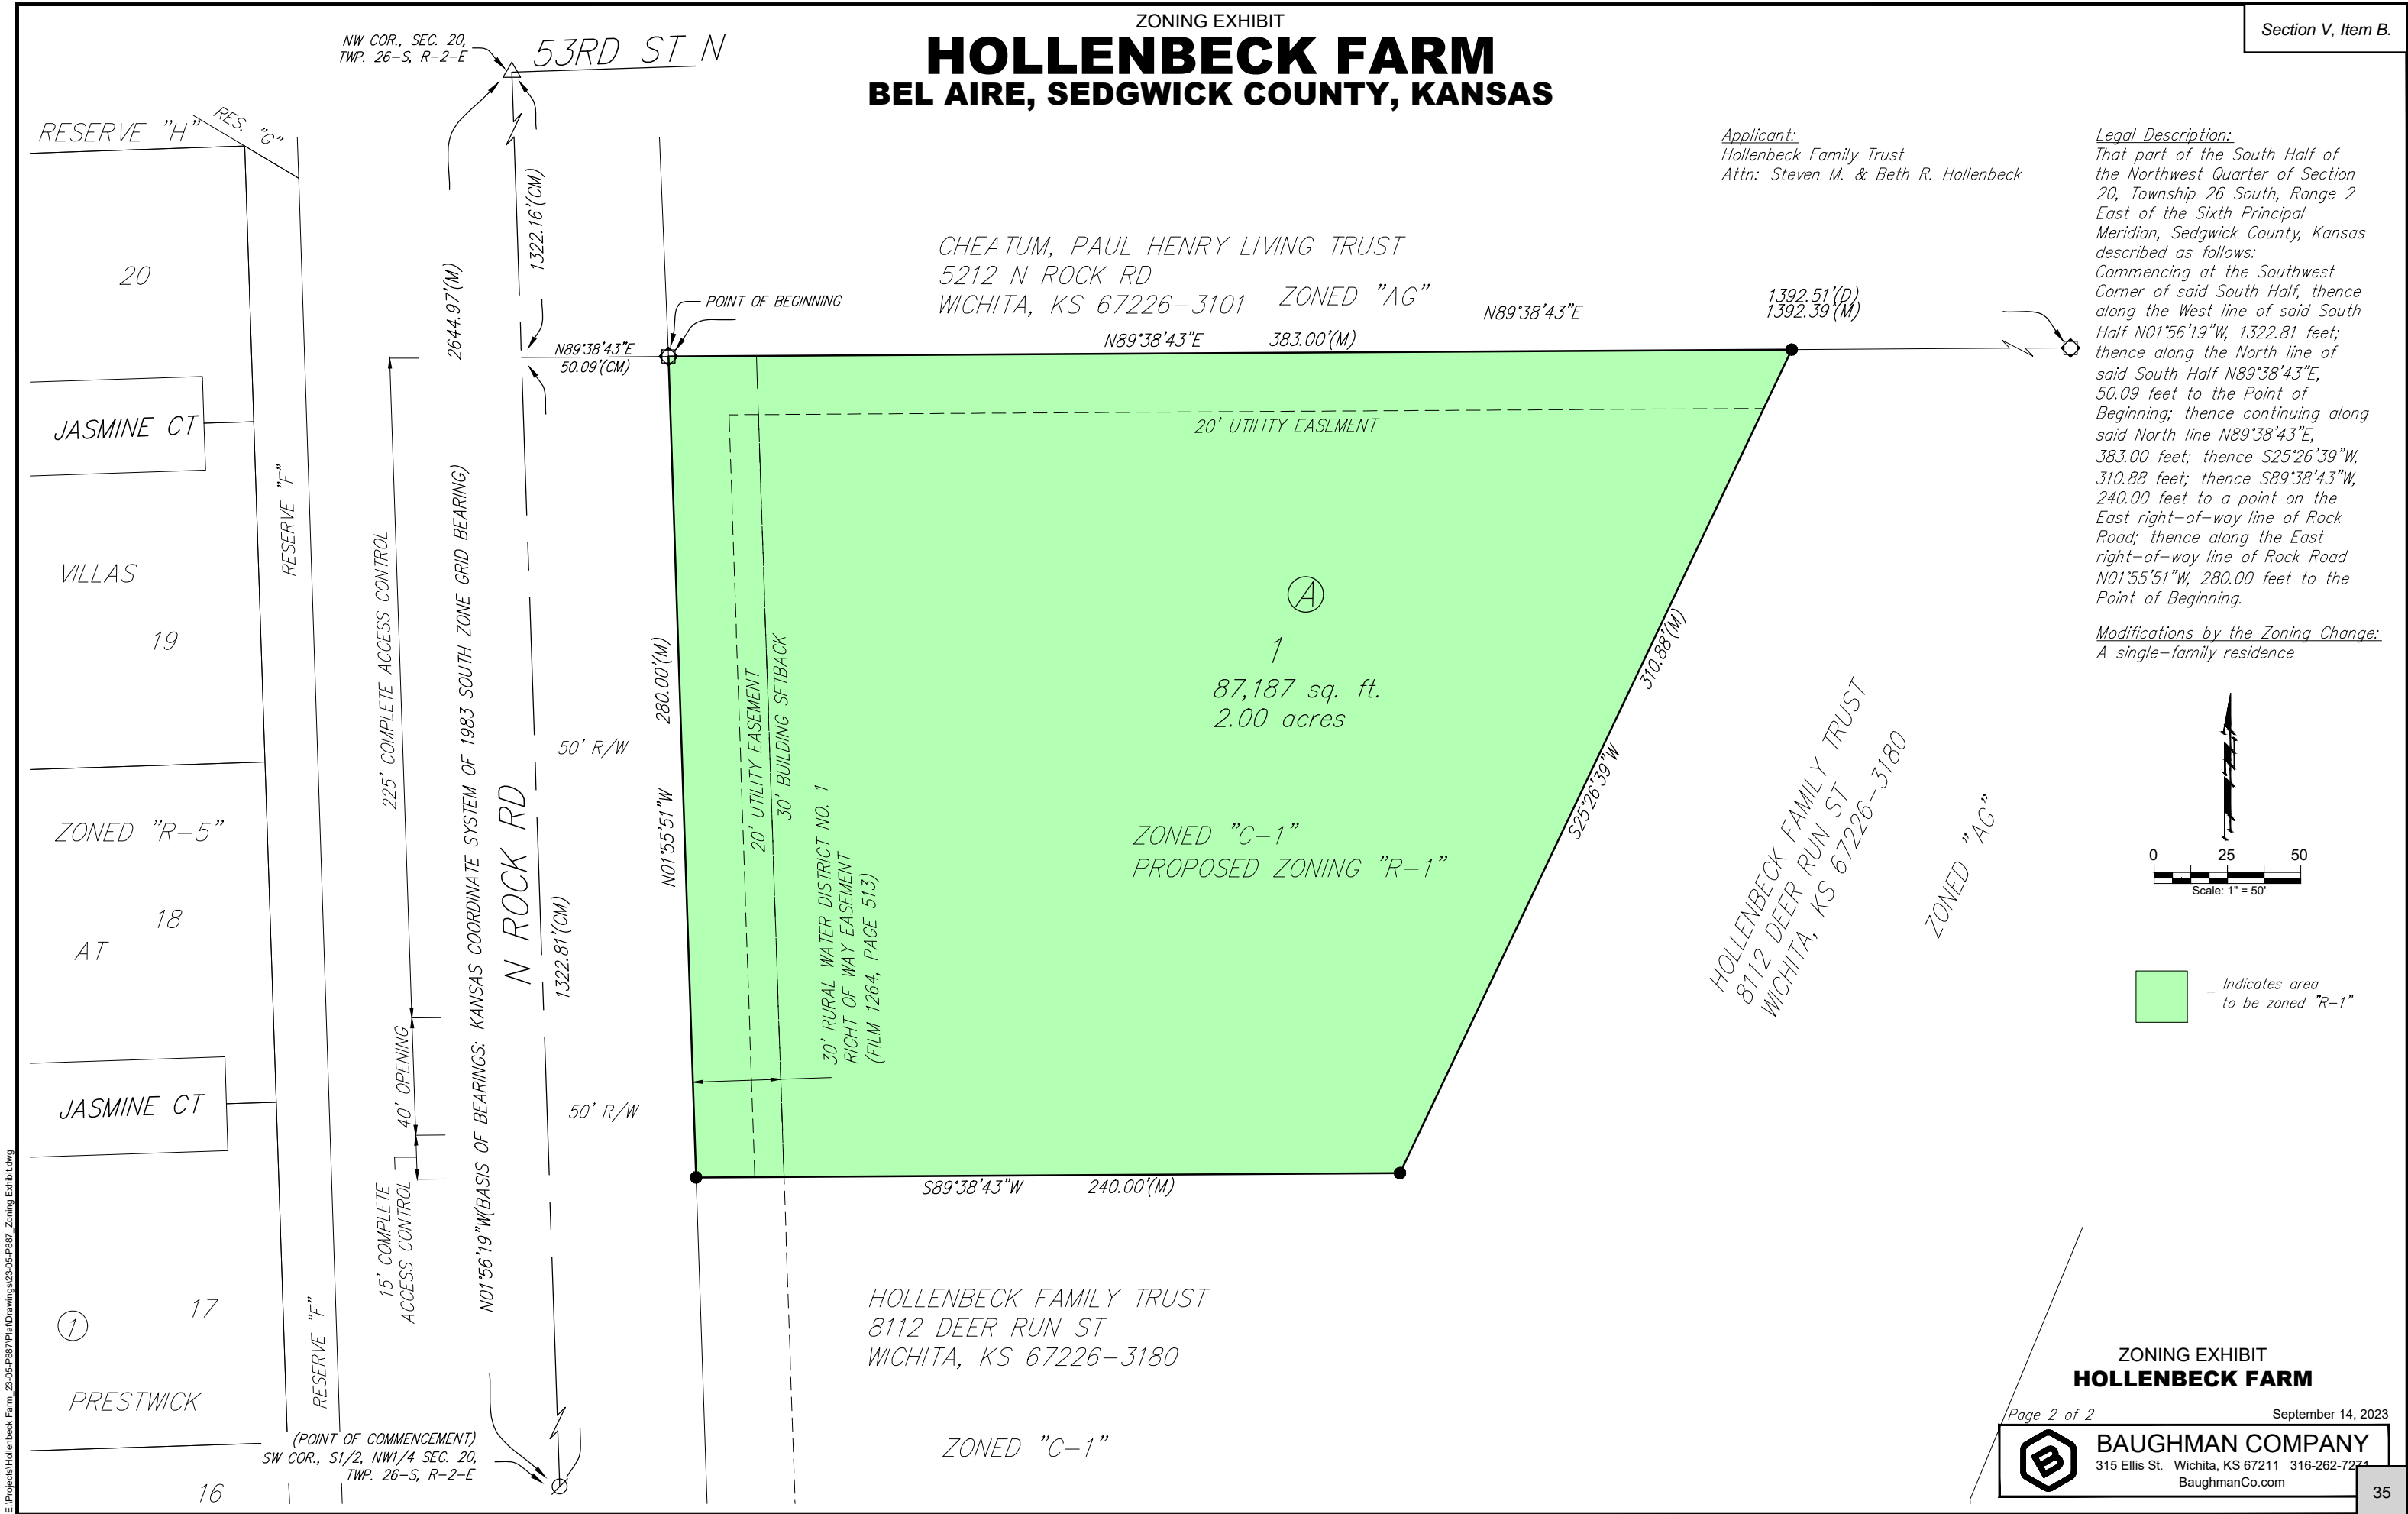 ZONING EXHIBIT
HOLLENBECK FARM
BEL AIRE, SEDGWICK COUNTY, KANSAS
Section V, Item B.
NW COR., SEC. 20,
TWP. 26-S, R-2-E
53RD ST N
RESERVE "H"
RES. "G"
Applicant:
Hollenbeck Family Trust
Attn: Steven M. & Beth R. Hollenbeck
Legal Description:
That part of the South Half of
the Northwest Quarter of Section
20, Township 26 South, Range 2
East of the Sixth Principal
Meridian, Sedgwick County, Kansas
described as follows:
Commencing at the Southwest
Corner of said South Half, thence
along the West line of said South
Half N01°56'19"W, 1322.81 feet;
thence along the North line of
said South Half N89°38'43"E,
50.09 feet to the Point of
Beginning; thence continuing along
said North line N89°38'43"E,
383.00 feet; thence S25°26'39"W,
310.88 feet; thence S89°38'43"W,
240.00 feet to a point on the
East right-of-way line of Rock
Road; thence along the East
right-of-way line of Rock Road
N01°55'51"W, 280.00 feet to the
Point of Beginning.
Modifications by the Zoning Change:
A single-family residence
1322.16'(CM)
2644.97'(M)
CHEATUM, PAUL HENRY LIVING TRUST
5212 N ROCK RD
WICHITA, KS 67226-3101
ZONED "AG"
POINT OF BEGINNING
N89°38'43"E
50.09'(CM)
N89°38'43"E
383.00'(M)
N89°38'43"E
1392.51'(D)
1392.39'(M)
20' UTILITY EASEMENT
20
JASMINE CT
VILLAS
19
RESERVE "F"
ZONED "R-5"
18
AT
JASMINE CT
17
1
PRESTWICK
16
RESERVE "F"
225' COMPLETE ACCESS CONTROL
40' OPENING
15' COMPLETE
ACCESS CONTROL
N01°56'19"W(BASIS OF BEARINGS: KANSAS COORDINATE SYSTEM OF 1983 SOUTH ZONE GRID BEARING)
N ROCK RD
1322.81'(CM)
50' R/W
50' R/W
280.00'(M)
N01°55'51"W
20' UTILITY EASEMENT
30' BUILDING SETBACK
30' RURAL WATER DISTRICT NO. 1
RIGHT OF WAY EASEMENT
(FILM 1264, PAGE 513)
A
1
87,187 sq. ft.
2.00 acres
ZONED "C-1"
PROPOSED ZONING "R-1"
310.88'(M)
S25°26'39"W
HOLLENBECK FAMILY TRUST
8112 DEER RUN ST
WICHITA, KS 67226-3180
ZONED "AG"
0 25 50
Scale: 1" = 50'
= Indicates area
to be zoned "R-1"
S89°38'43"W
240.00'(M)
HOLLENBECK FAMILY TRUST
8112 DEER RUN ST
WICHITA, KS 67226-3180
ZONED "C-1"
(POINT OF COMMENCEMENT)
SW COR., S1/2, NW1/4 SEC. 20,
TWP. 26-S, R-2-E
ZONING EXHIBIT
HOLLENBECK FARM
Page 2 of 2
September 14, 2023
B
BAUGHMAN COMPANY
315 Ellis St. Wichita, KS 67211 316-262-7271
BaughmanCo.com
35
E:\Projects\Hollenbeck Farm_23-05-P887\Plat\Drawings\23-05-P887_Zoning Exhibit.dwg